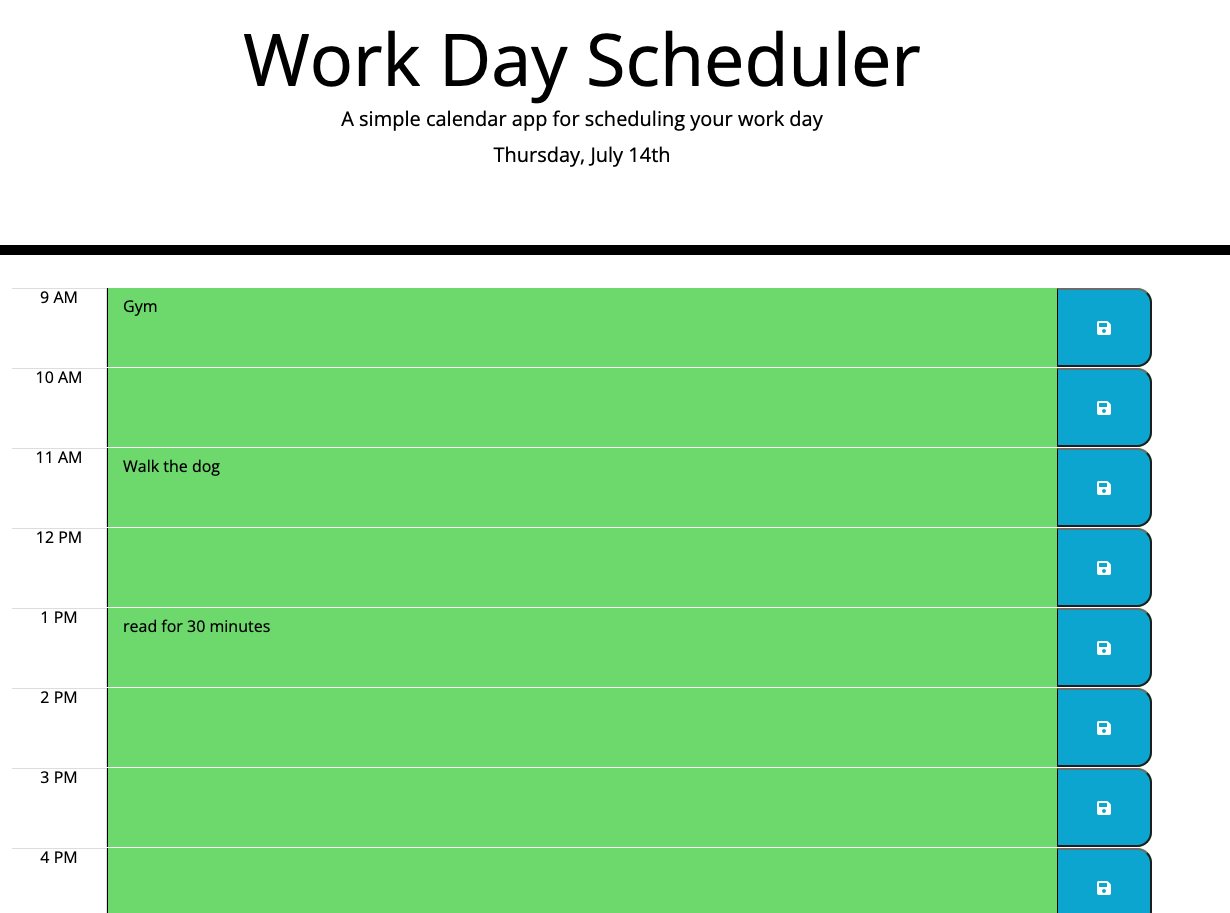 Work Day Scheduler
A simple calendar app for scheduling your work day
Thursday, July 14th
9 AM
Gym
10 AM
11 AM
Walk the dog
12 PM
1 PM
read for 30 minutes
2 PM
3 PM
4 PM